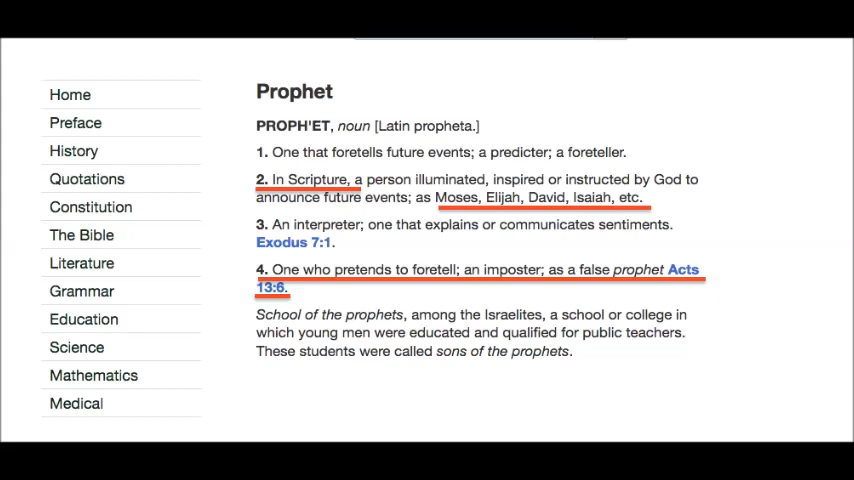 Home
Preface
History
Quotations
Constitution
The Bible
Literature
Grammar
Education
Science
Mathematics
Medical
Prophet
PROPH'ET, noun [Latin propheta.]
1. One that foretells future events; a predicter; a foreteller.
2. In Scripture, a person illuminated, inspired or instructed by God to
announce future events; as Moses, Elijah, David, Isaiah, etc.
3. An interpreter; one that explains or communicates sentiments.
Exodus 7:1.
4. One who pretends to foretell; an imposter; as a false prophet Acts
13:6.
School of the prophets, among the Israelites, a school or college in
which young men were educated and qualified for public teachers.
These students were called sons of the prophets.